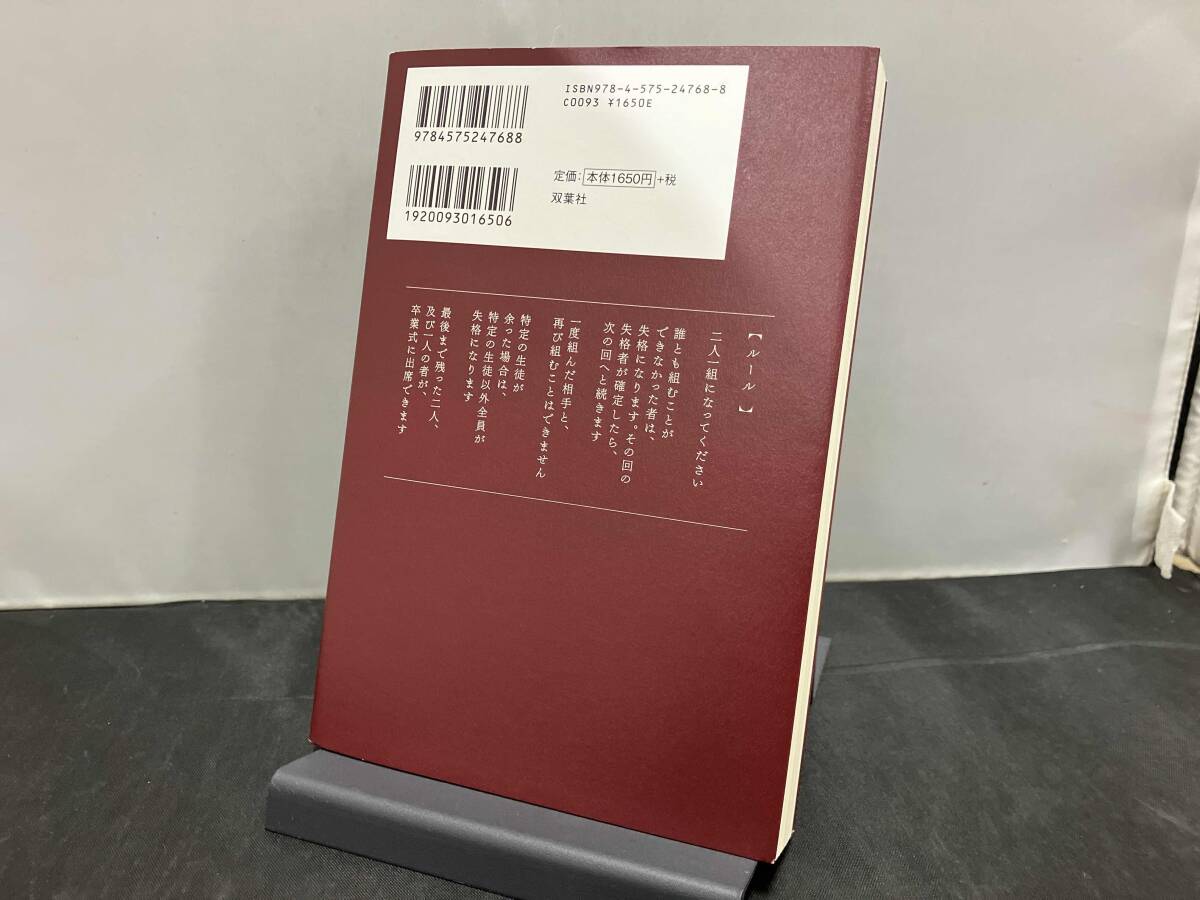 ISBN978-4-575-24768-8
C0093 ¥1650E
9784575247688
定価：本体1650円+税
双葉社
1920093016506
【ルール】
二人一組になってください
誰とも組むことが
できなかった者は、
失格になります。その回の
失格者が確定したら、
次の回へと続きます
一度組んだ相手と、
再び組むことはできません
特定の生徒が
余った場合は、
特定の生徒以外全員が
失格になります
最後まで残った二人、
及び一人の者が、
卒業式に出席できます